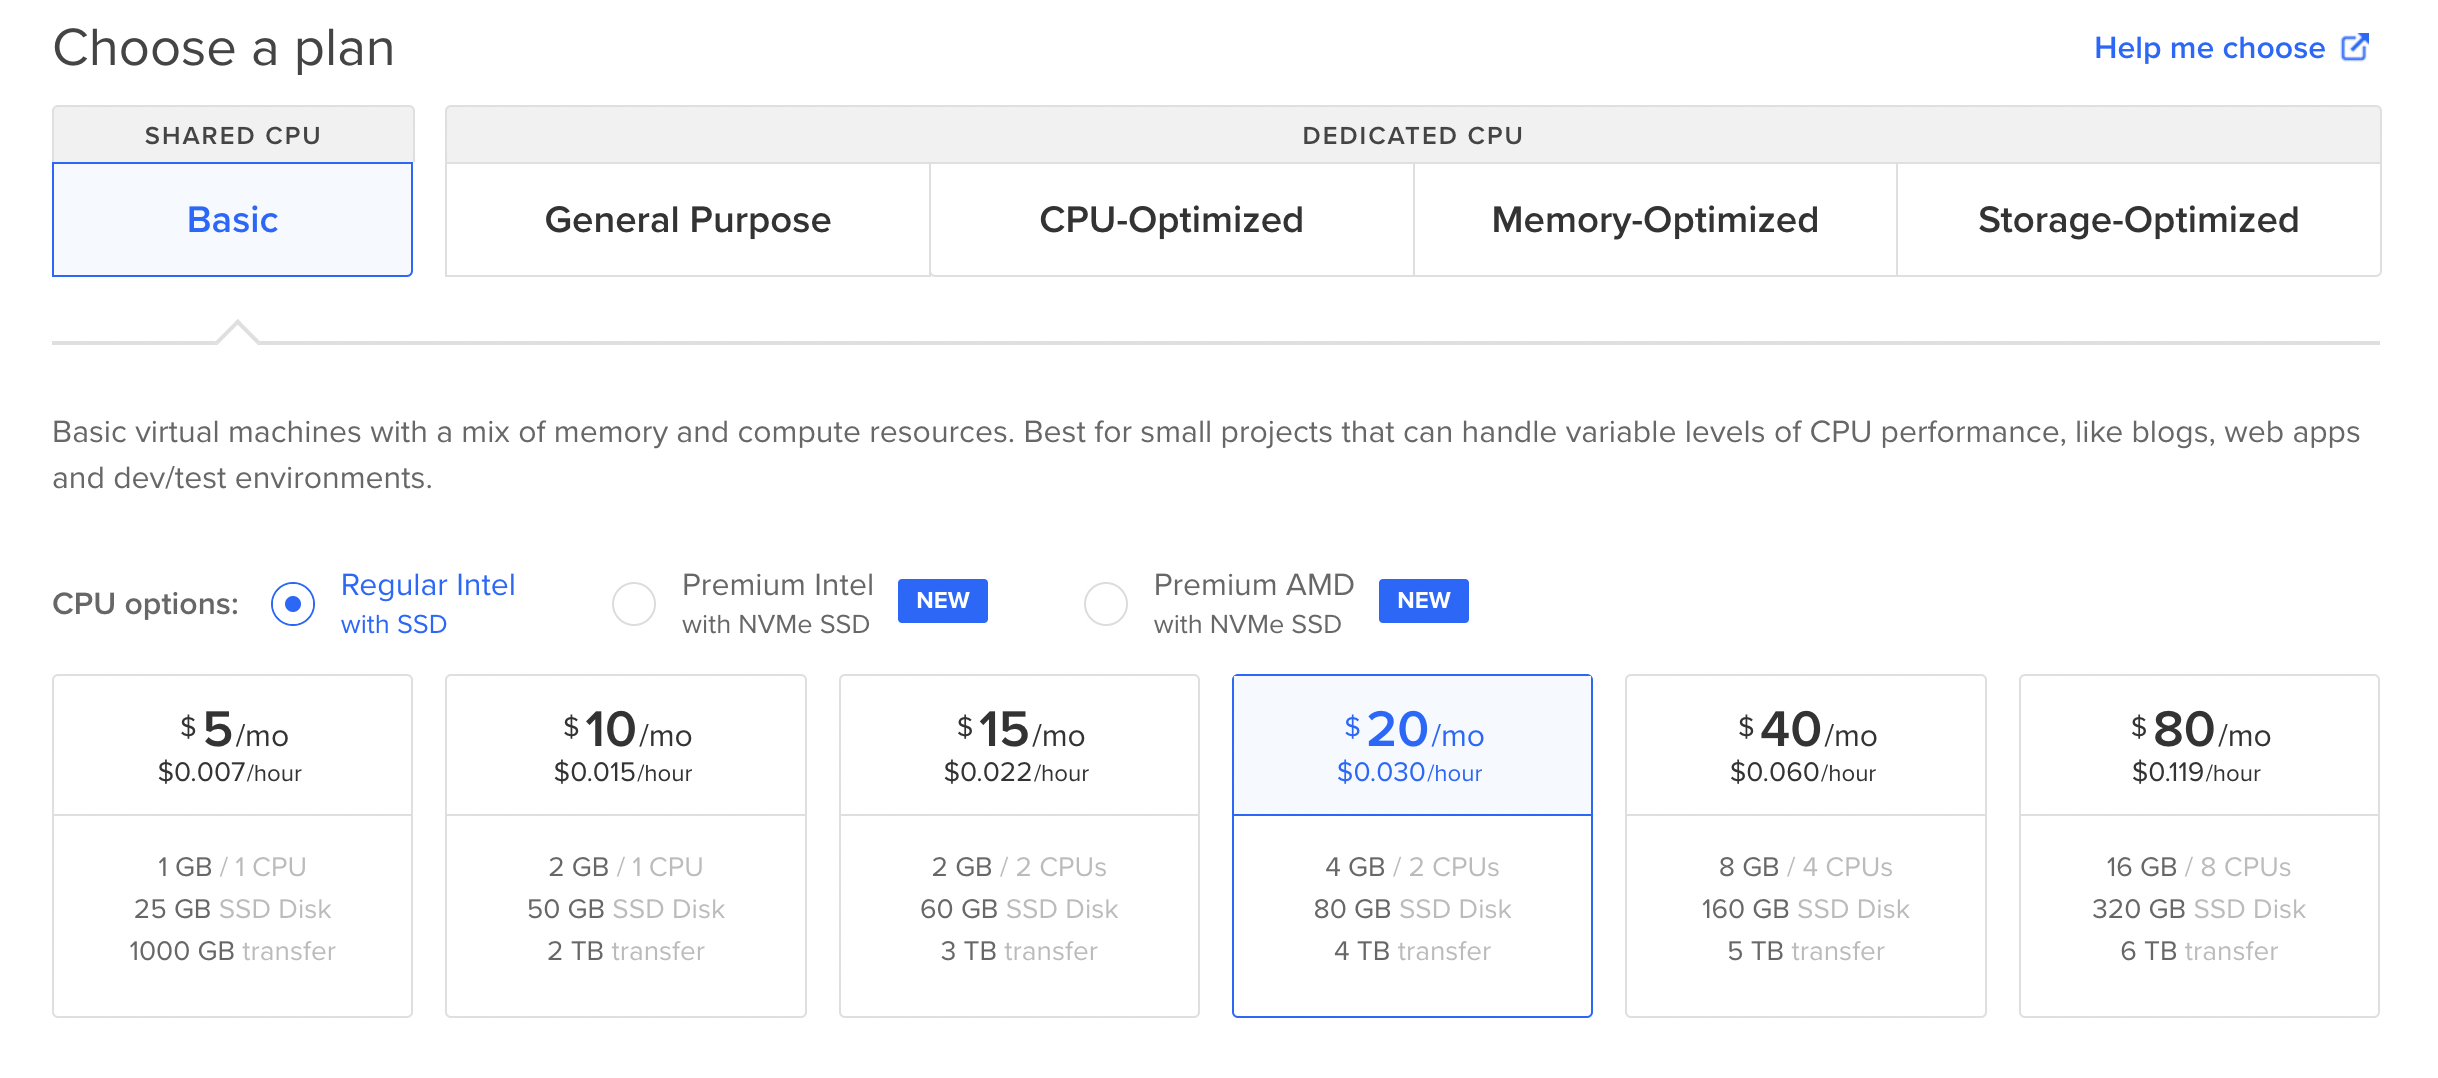 Choose a plan
Help me choose
SHARED CPU
DEDICATED CPU
Basic
General Purpose
CPU-Optimized
Memory-Optimized
Storage-Optimized
Basic virtual machines with a mix of memory and compute resources. Best for small projects that can handle variable levels of CPU performance, like blogs, web apps
and dev/test environments.
CPU options:
Regular Intel
with SSD
Premium Intel
with NVMe SSD
NEW
Premium AMD
with NVMe SSD
NEW
$5/mo
$0.007/hour
1 GB / 1 CPU
25 GB SSD Disk
1000 GB transfer
$10/mo
$0.015/hour
2 GB / 1 CPU
50 GB SSD Disk
2 TB transfer
$15/mo
$0.022/hour
2 GB / 2 CPUs
60 GB SSD Disk
3 TB transfer
$20/mo
$0.030/hour
4 GB / 2 CPUs
80 GB SSD Disk
4 TB transfer
$40/mo
$0.060/hour
8 GB / 4 CPUs
160 GB SSD Disk
5 TB transfer
$80/mo
$0.119/hour
16 GB / 8 CPUs
320 GB SSD Disk
6 TB transfer